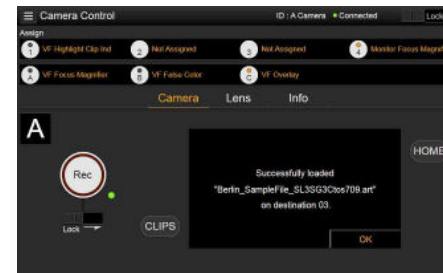 Camera Control
ID : A Camera
Connected
Lock
Assign
1 VF Highlight Clip Ind
2 Not Assigned
3 Not Assigned
4 Monitor Focus Magnif
A VF Focus Magnifier
B VF False Color
C VF Overlay
Camera Lens Info
A
Rec
Lock
CLIPS
HOME
Successfully loaded
"Berlin_SampleFile_SL3SG3Ctos709.art"
on destination 03.
OK